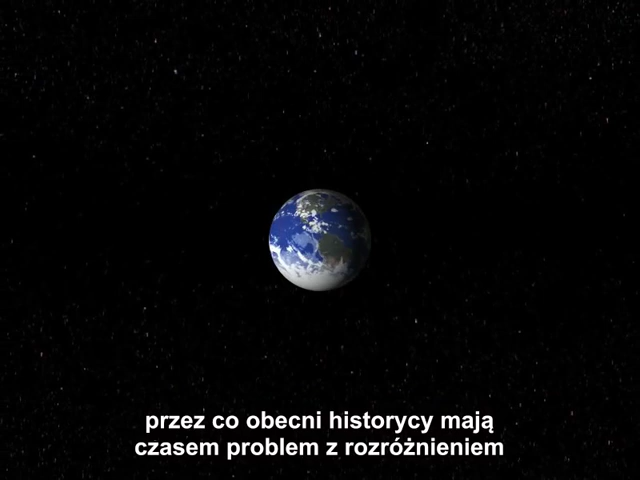 przez co obecni historycy mają
czasem problem z rozróżnieniem